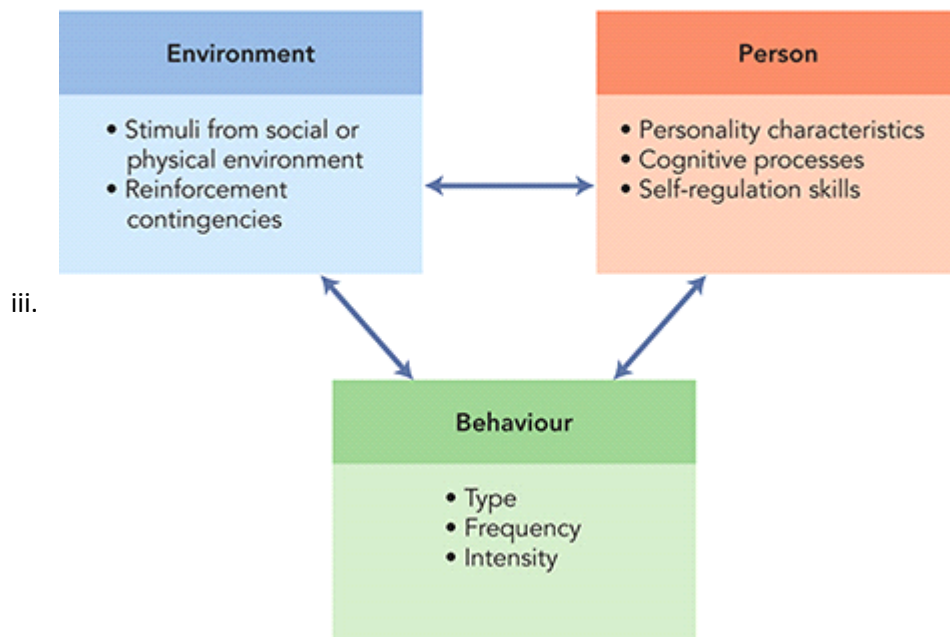 Environment
• Stimuli from social or
physical environment
• Reinforcement
contingencies
Person
• Personality characteristics
• Cognitive processes
• Self-regulation skills
iii.
Behaviour
• Type
• Frequency
• Intensity